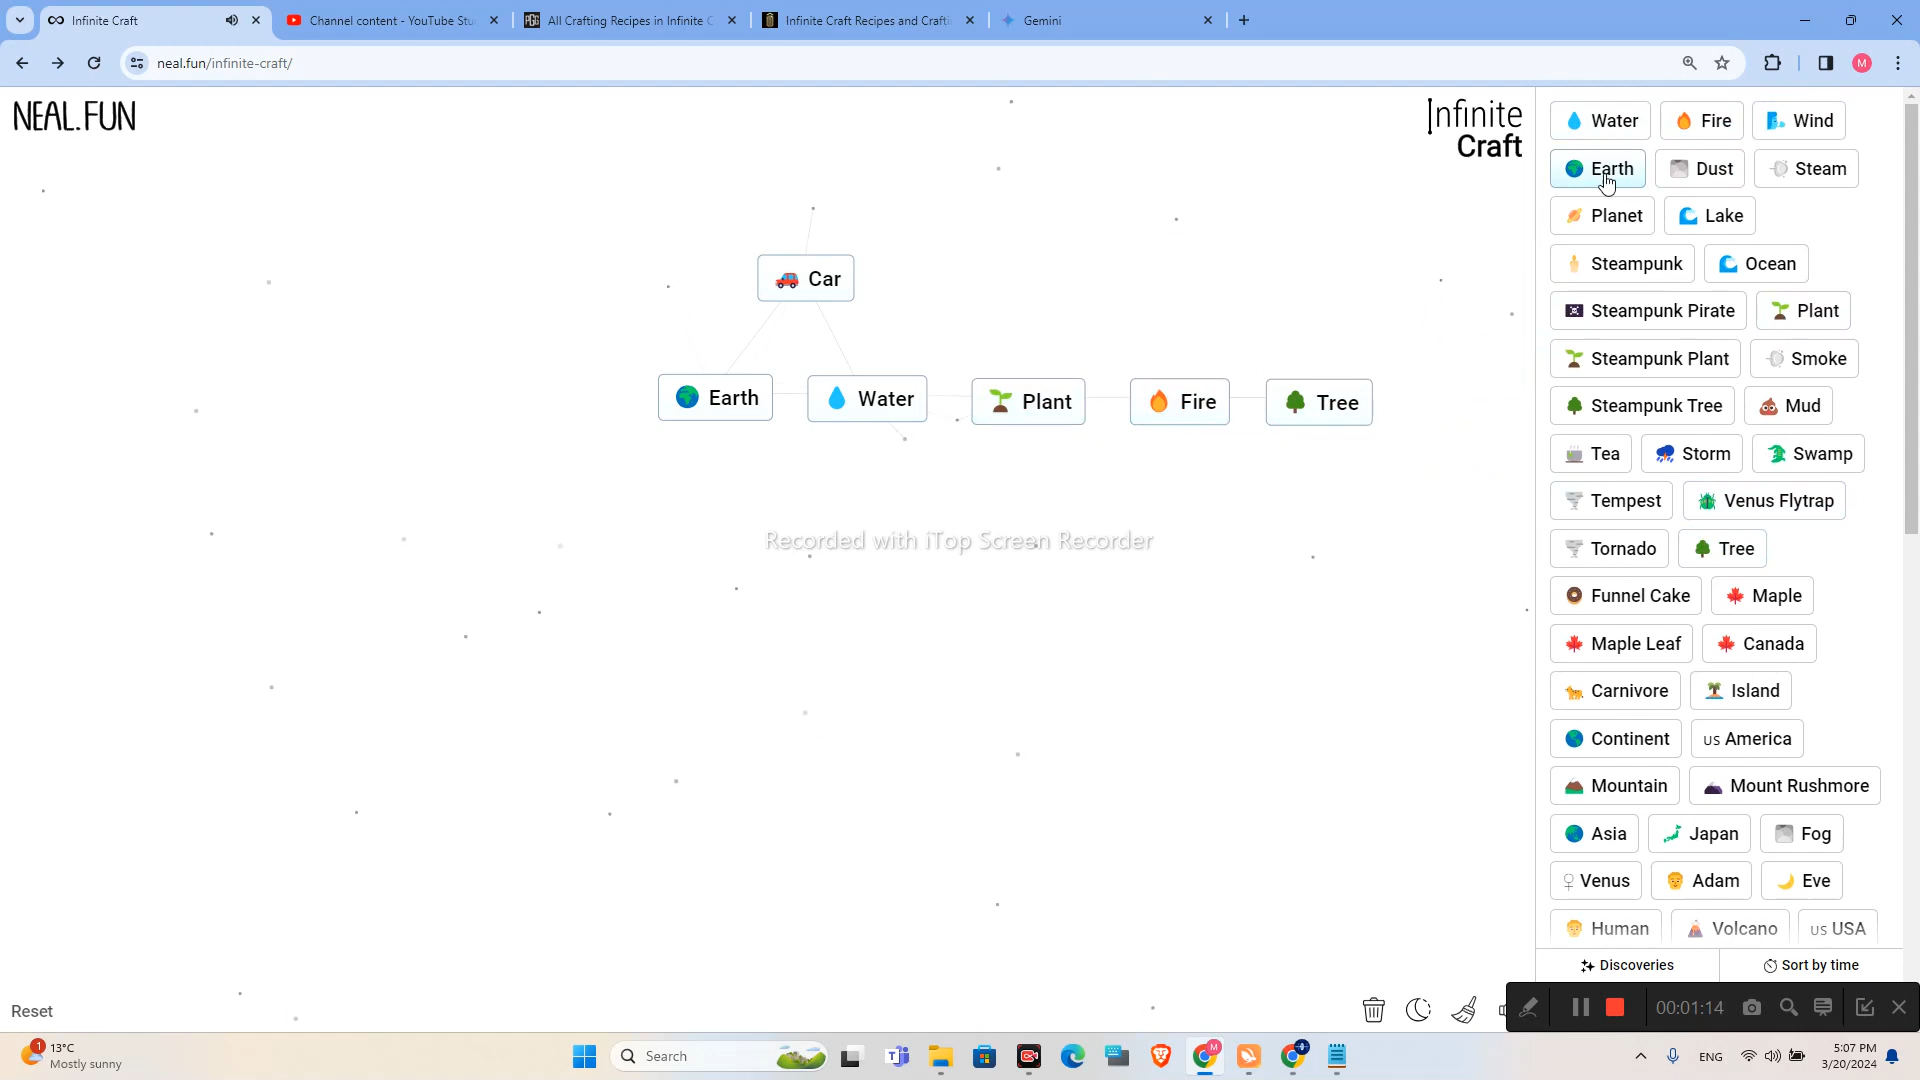 Infinite Craft
Channel content - YouTube Stu
All Crafting Recipes in Infinite C
Infinite Craft Recipes and Crafti
Gemini
neal.fun/infinite-craft/
M
NEAL.FUN
Infinite
Craft
Water
Fire
Wind
Earth
Dust
Steam
Planet
Lake
Steampunk
Ocean
Steampunk Pirate
Plant
Steampunk Plant
Smoke
Steampunk Tree
Mud
Tea
Storm
Swamp
Tempest
Venus Flytrap
Tornado
Tree
Funnel Cake
Maple
Maple Leaf
Canada
Carnivore
Island
Continent
US America
Mountain
Mount Rushmore
Asia
Japan
Fog
Venus
Adam
Eve
Human
Volcano
US USA
Discoveries
Sort by time
Car
Earth
Water
Plant
Fire
Tree
Recorded with iTop Screen Recorder
Reset
00:01:14
1
13°C
Mostly sunny
Search
M
ENG
5:07 PM
3/20/2024